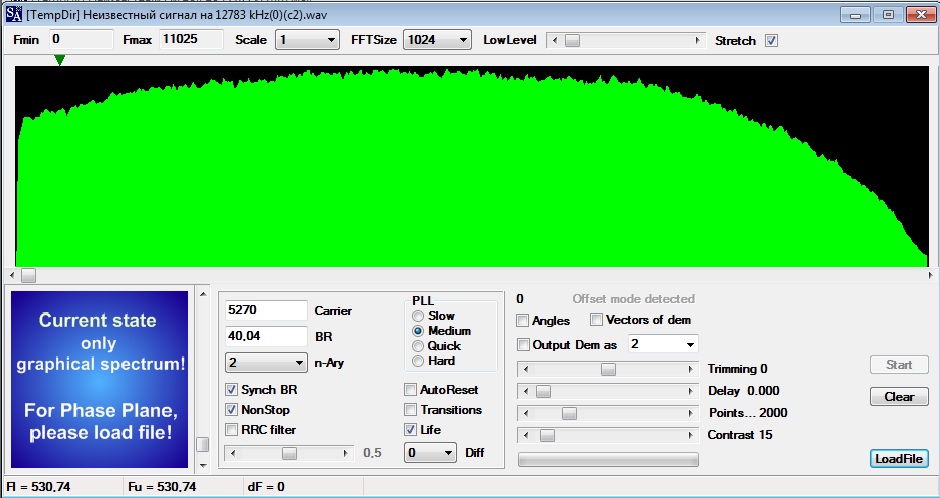 SA [TempDir] Неизвестный сигнал на 12783 kHz(0)(c2).wav
Fmin 0 Fmax 11025 Scale 1 FFTSize 1024 LowLevel Stretch
Current state
only
graphical spectrum!
For Phase Plane,
please load file!
5270 Carrier
40,04 BR
2 n-Ary
Synch BR
NonStop
RRC filter
0.5
PLL
Slow
Medium
Quick
Hard
AutoReset
Transitions
Life
0 Diff
0 Offset mode detected
Angles Vectors of dem
Output Dem as 2
Trimming 0
Delay 0.000
Points... 2000
Contrast 15
Start
Clear
LoadFile
Fl = 530,74 Fu = 530,74 dF = 0